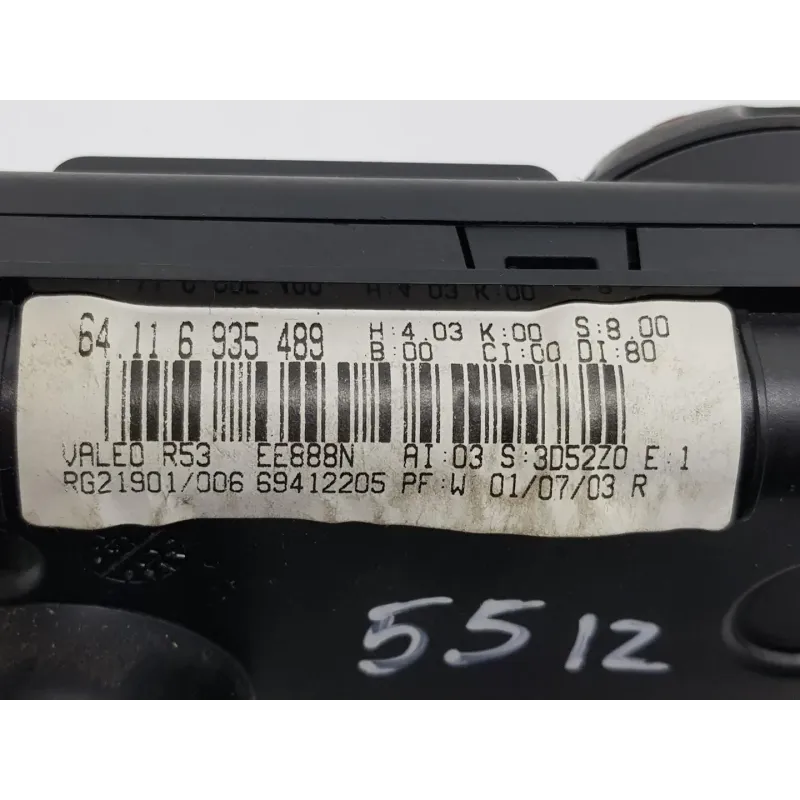 64.11 6 935 489 H:4.03 K:00 S:8.00
B:00 CI:00 DI:80
VALEO R53 EE888N AI:03 S:3D52Z0 E:1
RG21901/006 69412205 PF:W 01/07/03 R
5512